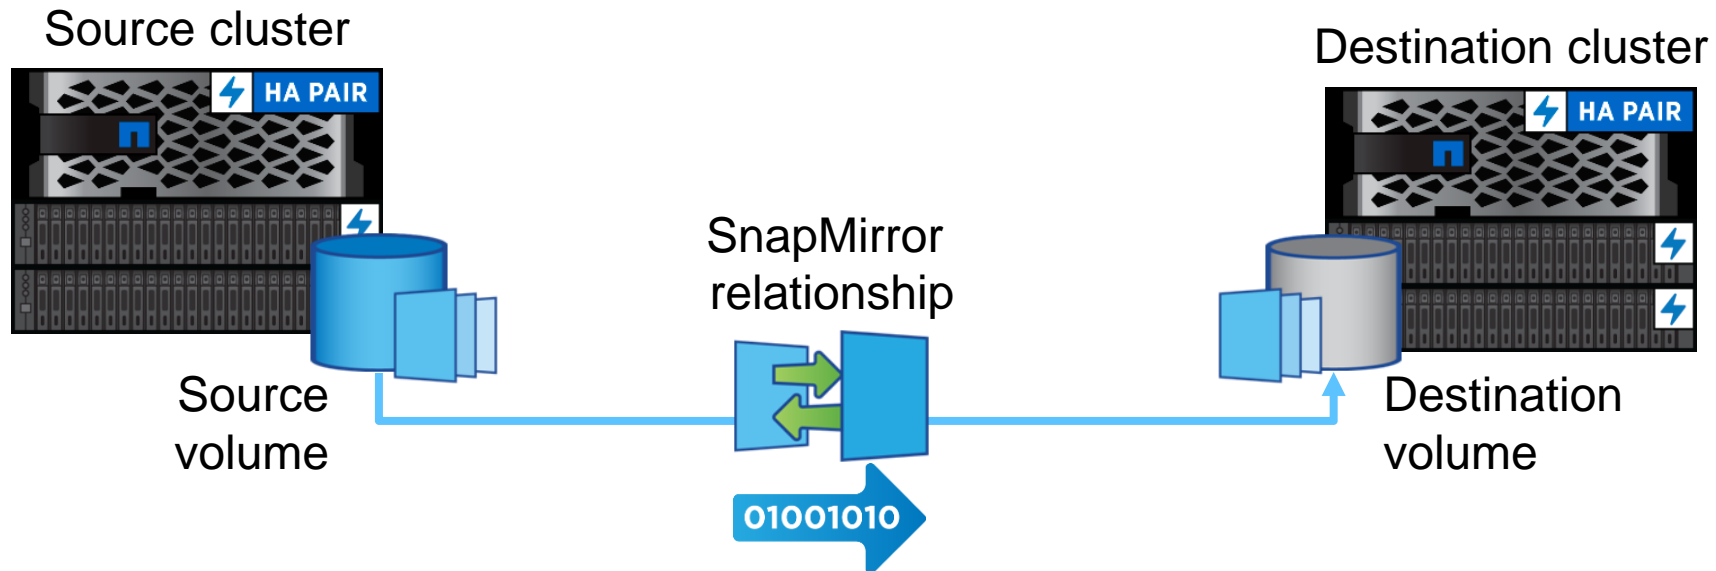 Source cluster
Destination cluster
HA PAIR
HA PAIR
SnapMirror
relationship
Source
volume
Destination
volume
01001010